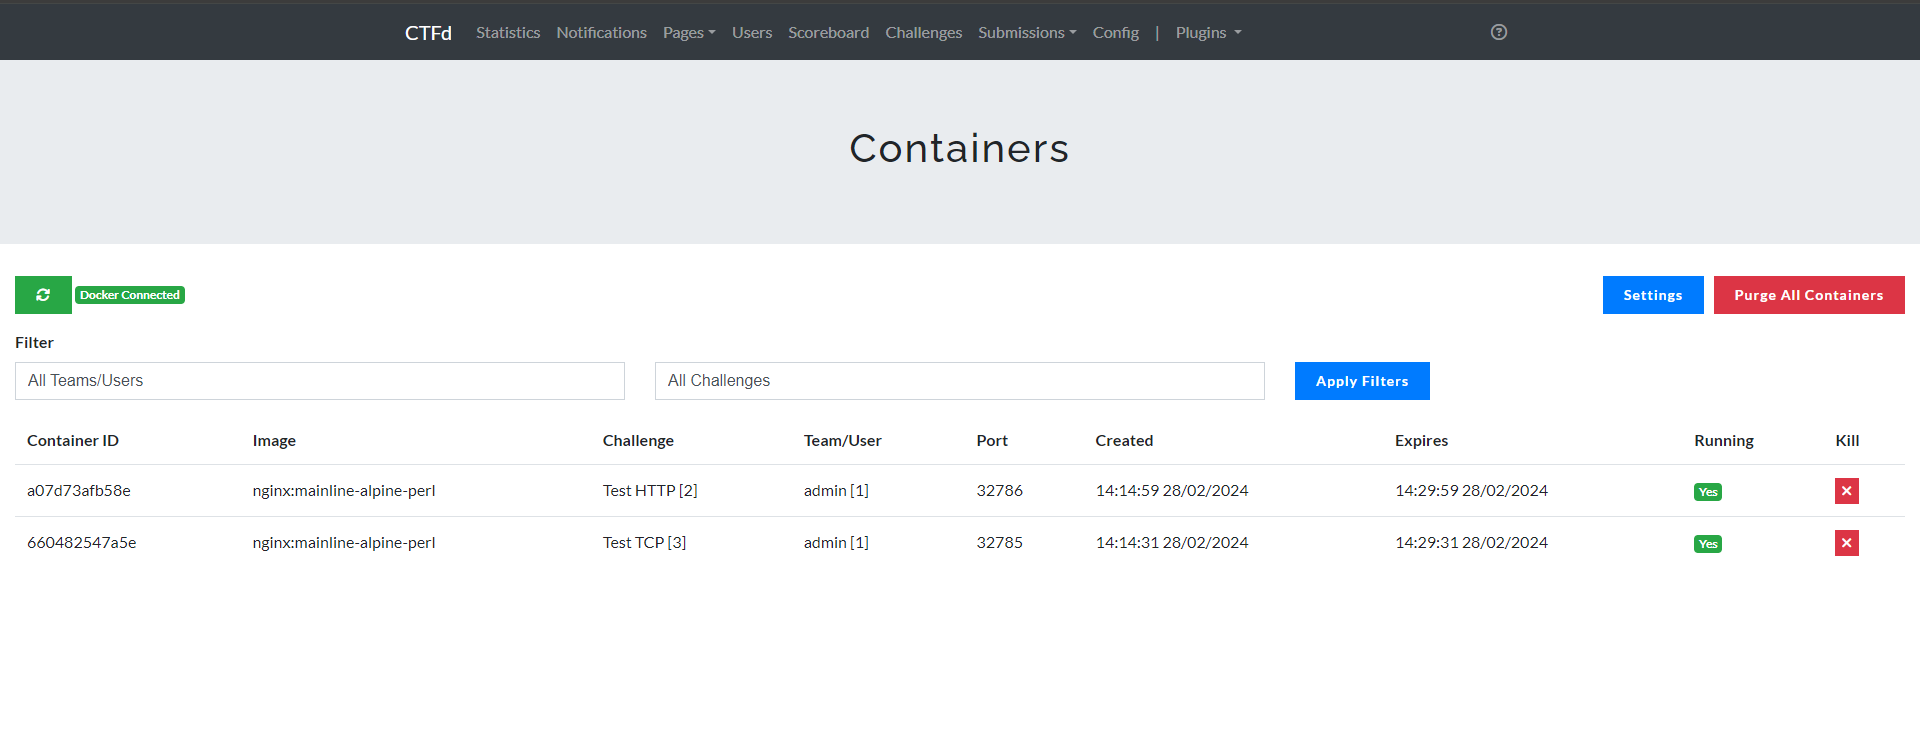 CTFd Statistics Notifications Pages Users Scoreboard Challenges Submissions Config | Plugins
Containers
Docker Connected Settings Purge All Containers
Filter
All Teams/Users All Challenges Apply Filters
Container ID Image Challenge Team/User Port Created Expires Running Kill
a07d73afb58e nginx:mainline-alpine-perl Test HTTP [2] admin [1] 32786 14:14:59 28/02/2024 14:29:59 28/02/2024 Yes
660482547a5e nginx:mainline-alpine-perl Test TCP [3] admin [1] 32785 14:14:31 28/02/2024 14:29:31 28/02/2024 Yes